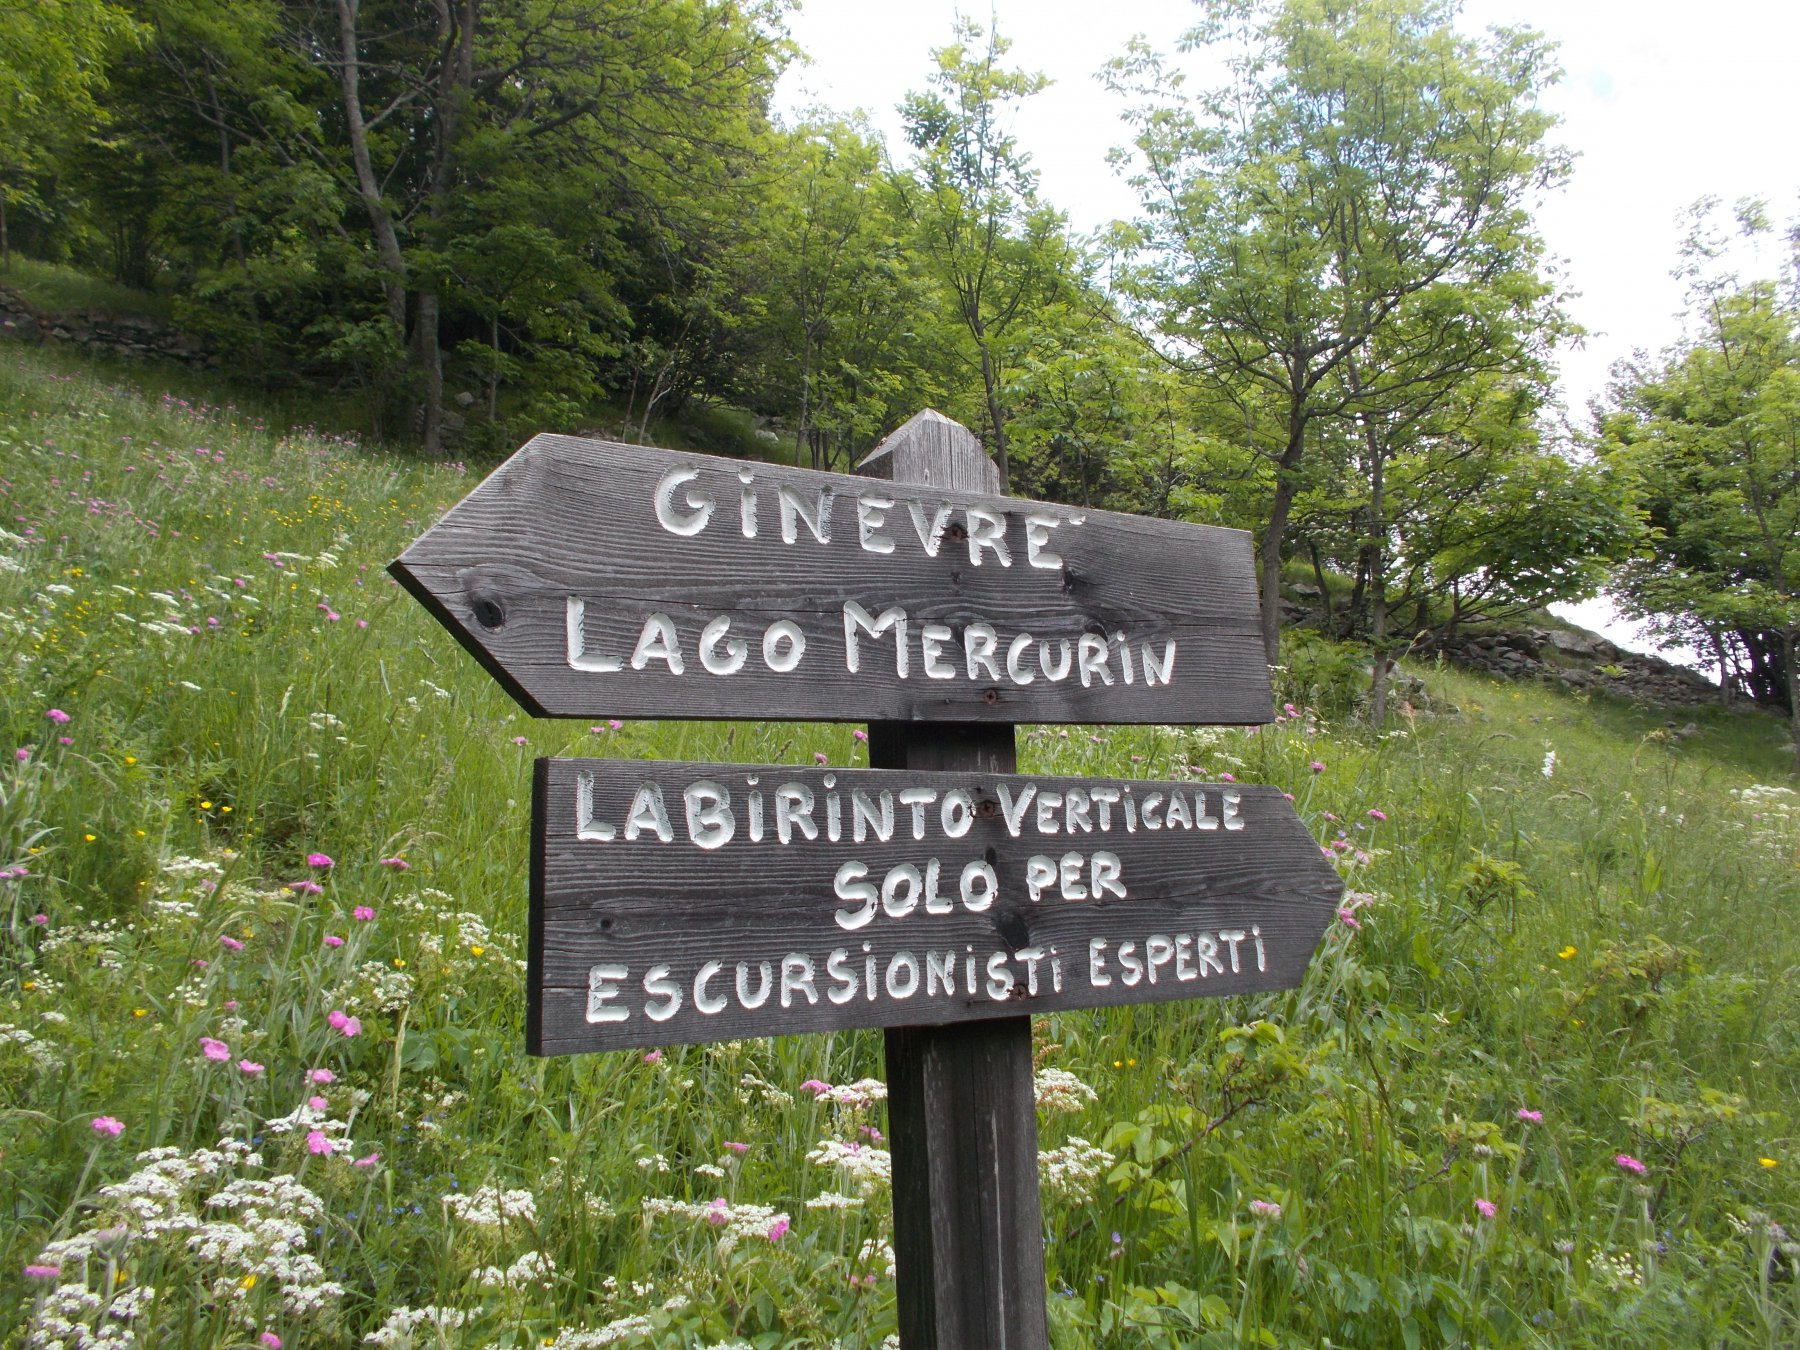 GINEVRE'
LAGO MERCURIN
LABIRINTO VERTICALE
SOLO PER
ESCURSIONISTI ESPERTI